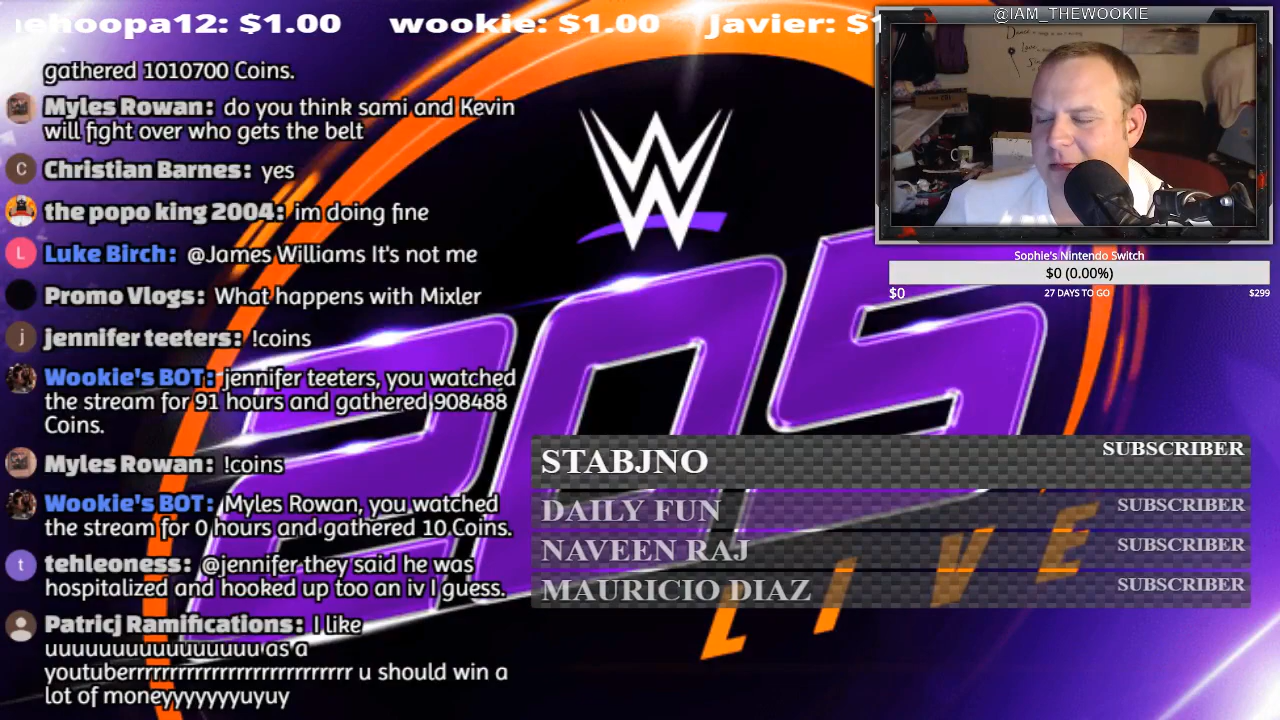 ehoopa12: $1.00 wookie: $1.00 Javier: $1
@IAM_THEWOOKIE
gathered 1010700 Coins.
Myles Rowan: do you think sami and Kevin
will fight over who gets the belt
C Christian Barnes: yes
the popo king 2004: im doing fine
L Luke Birch: @James Williams It's not me
Promo Vlogs: What happens with Mixler
j jennifer teeters: !coins
Wookie's BOT: jennifer teeters, you watched
the stream for 91 hours and gathered 908488
Coins.
Myles Rowan: !coins
Wookie's BOT: Myles Rowan, you watched
the stream for 0 hours and gathered 10 Coins.
t tehleoness: @jennifer they said he was
hospitalized and hooked up too an iv I guess.
Patricj Ramifications: I like
uuuuuuuuuuuuuuuu as a
youtuberrrrrrrrrrrrrrrrrrrrrrrrrr u should win a
lot of moneyyyyyyyuyuy
W
205
LIVE
Sophie's Nintendo Switch
$0 (0.00%)
$0 27 DAYS TO GO $299
STABJNO SUBSCRIBER
DAILY FUN SUBSCRIBER
NAVEEN RAJ SUBSCRIBER
MAURICIO DIAZ SUBSCRIBER